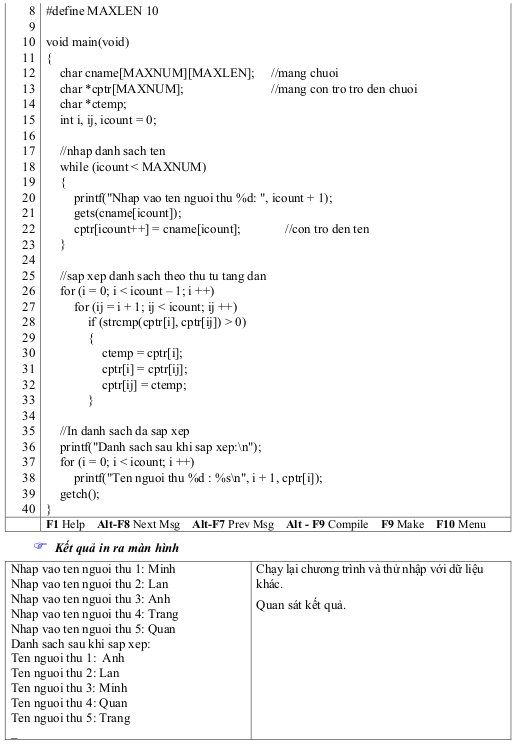 8 #define MAXLEN 10
9
10 void main(void)
11 {
12 char cname[MAXNUM][MAXLEN]; //mang chuoi
13 char *cptr[MAXNUM]; //mang con tro tro den chuoi
14 char *ctemp;
15 int i, ij, icount = 0;
16
17 //nhap danh sach ten
18 while (icount < MAXNUM)
19 {
20 printf("Nhap vao ten nguoi thu %d: ", icount + 1);
21 gets(cname[icount]);
22 cptr[icount++] = cname[icount]; //con tro den ten
23 }
24
25 //sap xep danh sach theo thu tu tang dan
26 for (i = 0; i < icount – 1; i ++)
27 for (ij = i + 1; ij < icount; ij ++)
28 if (strcmp(cptr[i], cptr[ij]) > 0)
29 {
30 ctemp = cptr[i];
31 cptr[i] = cptr[ij];
32 cptr[ij] = ctemp;
33 }
34
35 //In danh sach da sap xep
36 printf("Danh sach sau khi sap xep:\n");
37 for (i = 0; i < icount; i ++)
38 printf("Ten nguoi thu %d : %s\n", i + 1, cptr[i]);
39 getch();
40 }
F1 Help Alt-F8 Next Msg Alt-F7 Prev Msg Alt - F9 Compile F9 Make F10 Menu
☞ Kết quả in ra màn hình
Nhap vao ten nguoi thu 1: Minh
Nhap vao ten nguoi thu 2: Lan
Nhap vao ten nguoi thu 3: Anh
Nhap vao ten nguoi thu 4: Trang
Nhap vao ten nguoi thu 5: Quan
Danh sach sau khi sap xep:
Ten nguoi thu 1: Anh
Ten nguoi thu 2: Lan
Ten nguoi thu 3: Minh
Ten nguoi thu 4: Quan
Ten nguoi thu 5: Trang
_
Chạy lại chương trình và thử nhập với dữ liệu
khác.
Quan sát kết quả.